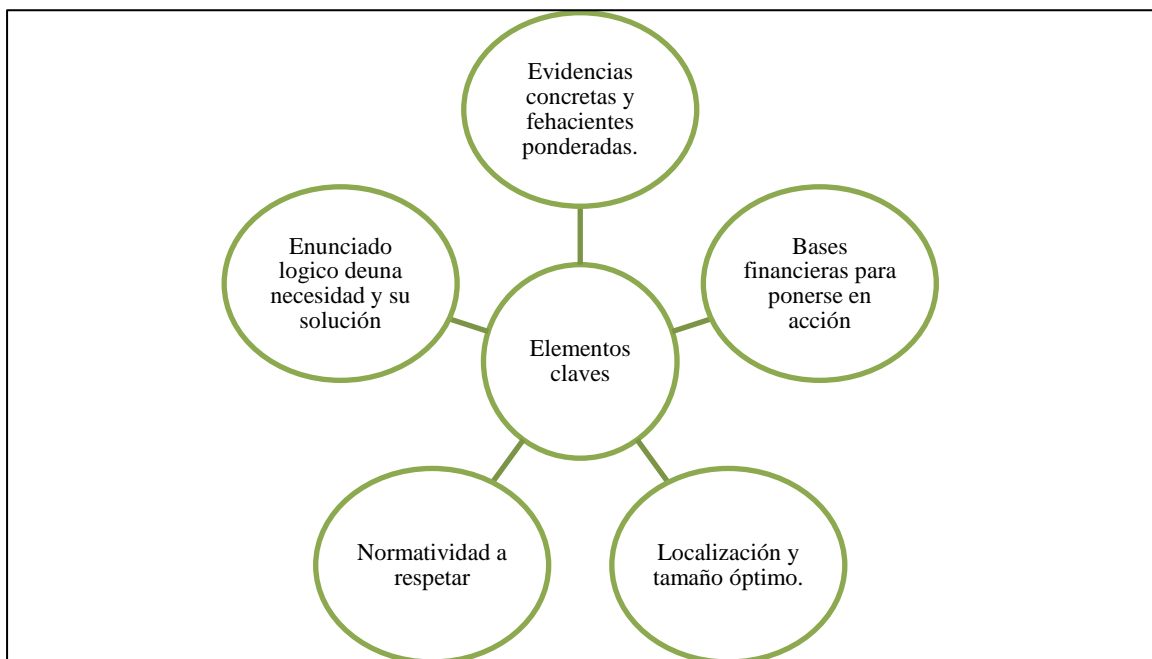 Evidencias
concretas y
fehacientes
ponderadas.
Enunciado
logico deuna
necesidad y su
solución
Bases
financieras para
ponerse en
acción
Elementos
claves
Normatividad a
respetar
Localización y
tamaño óptimo.